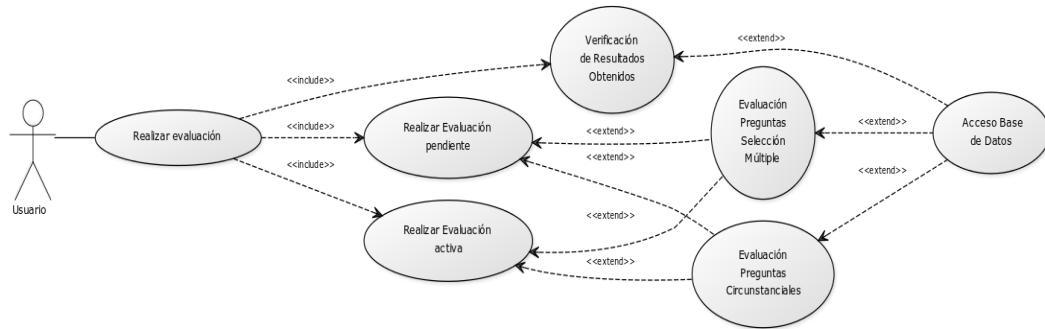 Verificación
de Resultados
Obtenidos
<<extend>>
<<include>>
Evaluación
Preguntas
Selección
Múltiple
Acceso Base
de Datos
<<extend>>
Realizar evaluación
<<include>>
Realizar Evaluación
pendiente
<<extend>>
<<extend>>
<<include>>
<<extend>>
Usuario
Realizar Evaluación
activa
<<extend>>
<<extend>>
Evaluación
Preguntas
Circunstanciales